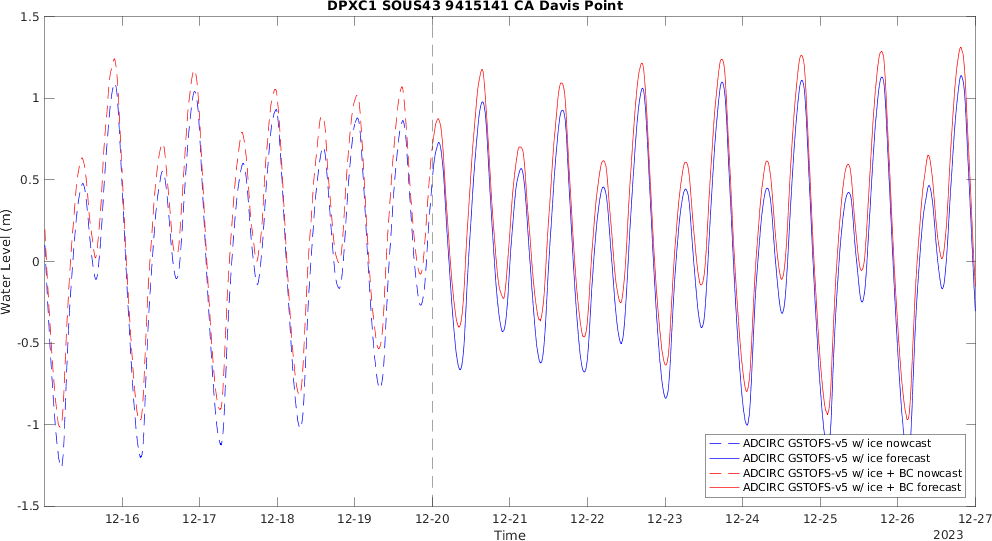 DPXC1 SOUS43 9415141 CA Davis Point
1.5
1
0.5
0
-0.5
-1
-1.5
Water Level (m)
12-16
12-17
12-18
12-19
12-20
12-21
12-22
12-23
12-24
12-25
12-26
12-27
Time
2023
ADCIRC GSTOFS-v5 w/ ice nowcast
ADCIRC GSTOFS-v5 w/ ice forecast
ADCIRC GSTOFS-v5 w/ ice + BC nowcast
ADCIRC GSTOFS-v5 w/ ice + BC forecast